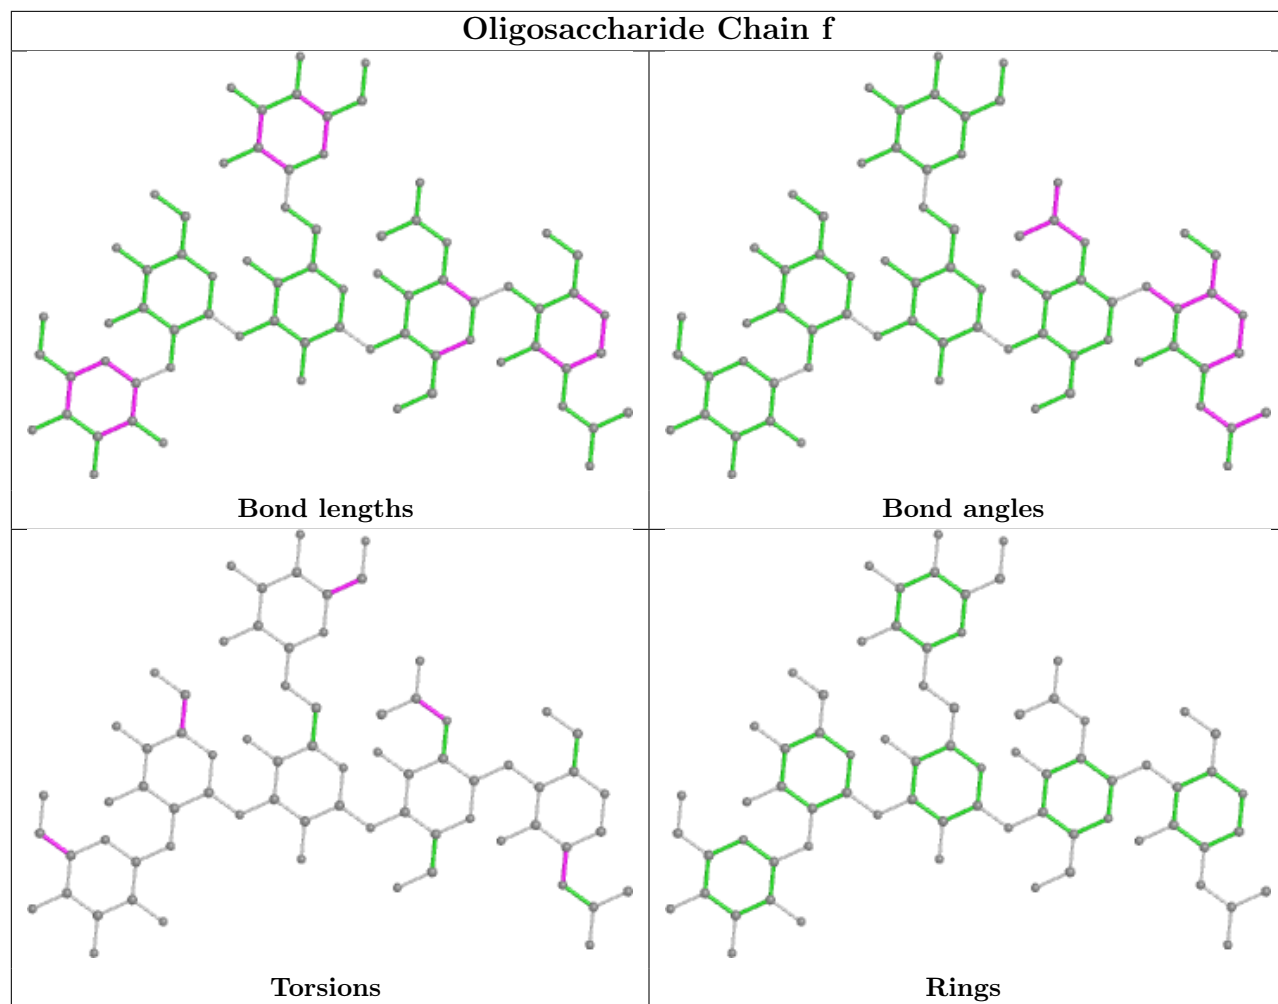 Oligosaccharide Chain f
Bond lengths
Bond angles
Torsions
Rings